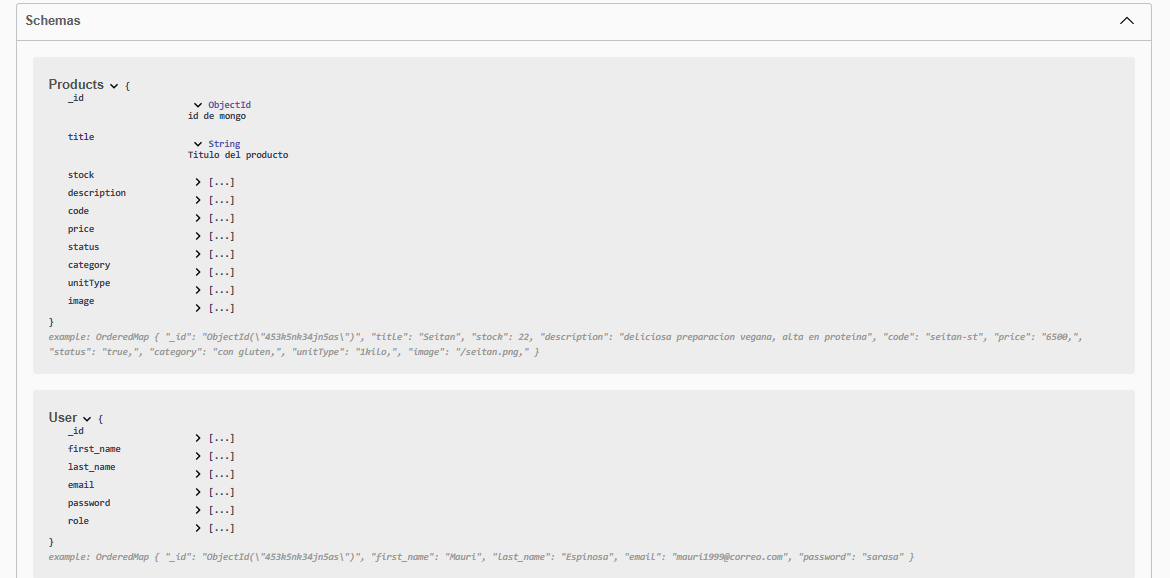 Schemas
Products {
_id
ObjectId
id de mongo
title
String
Titulo del producto
stock [...]
description [...]
code [...]
price [...]
status [...]
category [...]
unitType [...]
image [...]
}
example: OrderedMap { "_id": "ObjectId(\"453k5nk34jn5as\")", "title": "Seitan", "stock": 22, "description": "deliciosa preparacion vegana, alta en proteina", "code": "seitan-st", "price": "6500,",
"status": "true,", "category": "con gluten,", "unitType": "1kilo,", "image": "/seitan.png," }
User {
_id [...]
first_name [...]
last_name [...]
email [...]
password [...]
role [...]
}
example: OrderedMap { "_id": "ObjectId(\"453k5nk34jn5as\")", "first_name": "Mauri", "last_name": "Espinosa", "email": "mauri1999@correo.com", "password": "sarasa" }